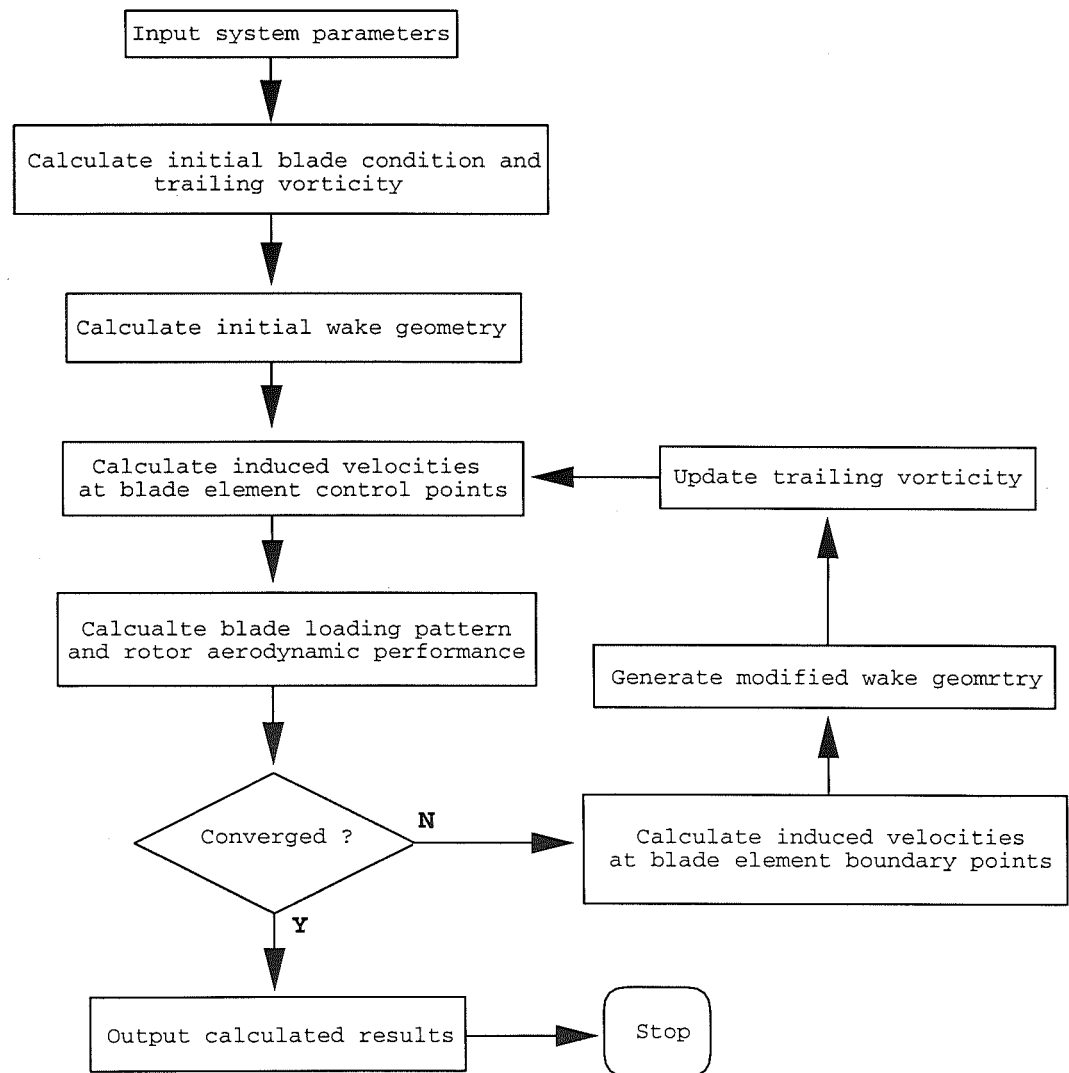 Input system parameters
Calculate initial blade condition and
trailing vorticity
Calculate initial wake geometry
Calculate induced velocities
at blade element control points
Update trailing vorticity
Calcualte blade loading pattern
and rotor aerodynamic performance
Generate modified wake geomrtry
Converged ?
N
Calculate induced velocities
at blade element boundary points
Y
Output calculated results
Stop